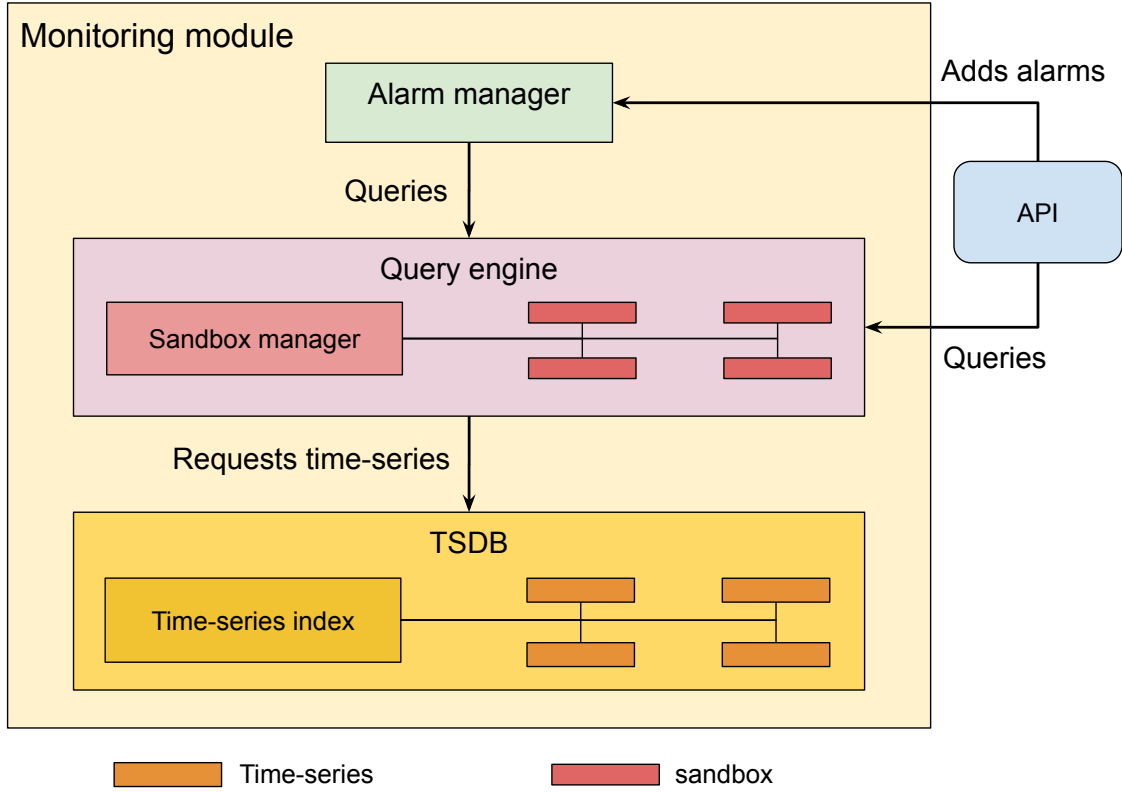 Monitoring module
Alarm manager
Adds alarms
Queries
API
Query engine
Sandbox manager
Queries
Requests time-series
TSDB
Time-series index
Time-series
sandbox